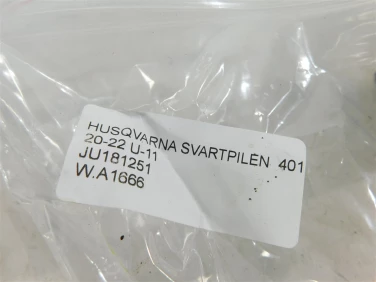 HUSQVARNA SVARTPILEN 401
20-22 U-11
JU181251
W.A1666